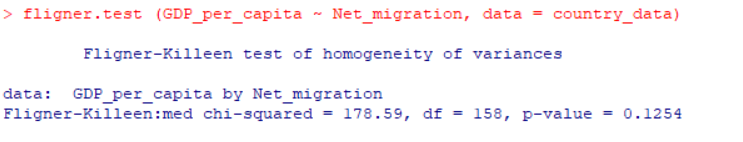 > fligner.test (GDP_per_capita ~ Net_migration, data = country_data)
Fligner-Killeen test of homogeneity of variances
data:  GDP_per_capita by Net_migration
Fligner-Killeen:med chi-squared = 178.59, df = 158, p-value = 0.1254